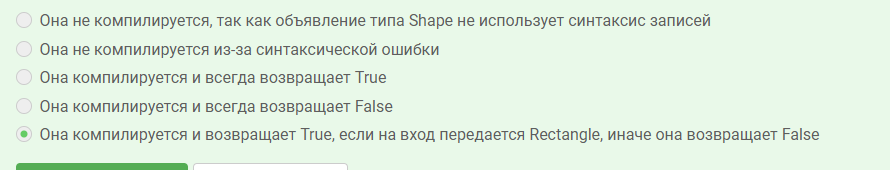 Она не компилируется, так как объявление типа Shape не использует синтаксис записей
Она не компилируется из-за синтаксической ошибки
Она компилируется и всегда возвращает True
Она компилируется и всегда возвращает False
Она компилируется и возвращает True, если на вход передается Rectangle, иначе она возвращает False